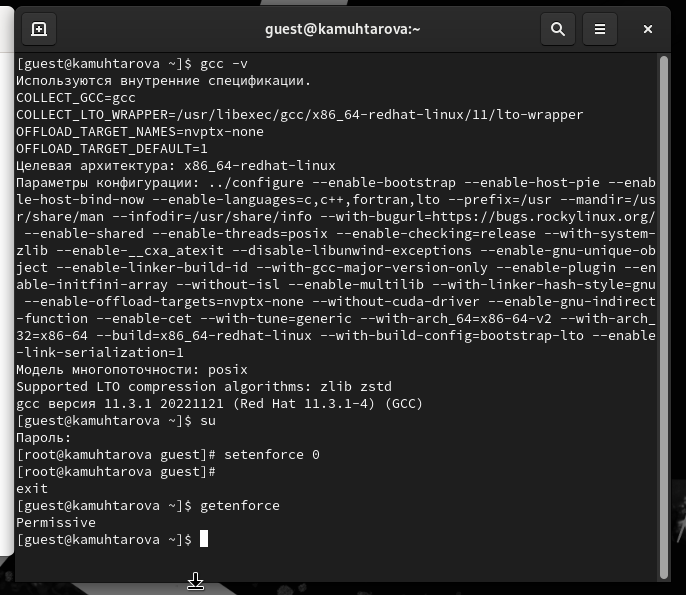 guest@kamuhtarova:~
[guest@kamuhtarova ~]$ gcc -v
Используются внутренние спецификации.
COLLECT_GCC=gcc
COLLECT_LTO_WRAPPER=/usr/libexec/gcc/x86_64-redhat-linux/11/lto-wrapper
OFFLOAD_TARGET_NAMES=nvptx-none
OFFLOAD_TARGET_DEFAULT=1
Целевая архитектура: x86_64-redhat-linux
Параметры конфигурации: ../configure --enable-bootstrap --enable-host-pie --enab
le-host-bind-now --enable-languages=c,c++,fortran,lto --prefix=/usr --mandir=/us
r/share/man --infodir=/usr/share/info --with-bugurl=https://bugs.rockylinux.org/
 --enable-shared --enable-threads=posix --enable-checking=release --with-system-
zlib --enable-__cxa_atexit --disable-libunwind-exceptions --enable-gnu-unique-ob
ject --enable-linker-build-id --with-gcc-major-version-only --enable-plugin --en
able-initfini-array --without-isl --enable-multilib --with-linker-hash-style=gnu
 --enable-offload-targets=nvptx-none --without-cuda-driver --enable-gnu-indirect
-function --enable-cet --with-tune=generic --with-arch_64=x86-64-v2 --with-arch_
32=x86-64 --build=x86_64-redhat-linux --with-build-config=bootstrap-lto --enable
-link-serialization=1
Модель многопоточности: posix
Supported LTO compression algorithms: zlib zstd
gcc версия 11.3.1 20221121 (Red Hat 11.3.1-4) (GCC)
[guest@kamuhtarova ~]$ su
Пароль:
[root@kamuhtarova guest]# setenforce 0
[root@kamuhtarova guest]#
exit
[guest@kamuhtarova ~]$ getenforce
Permissive
[guest@kamuhtarova ~]$